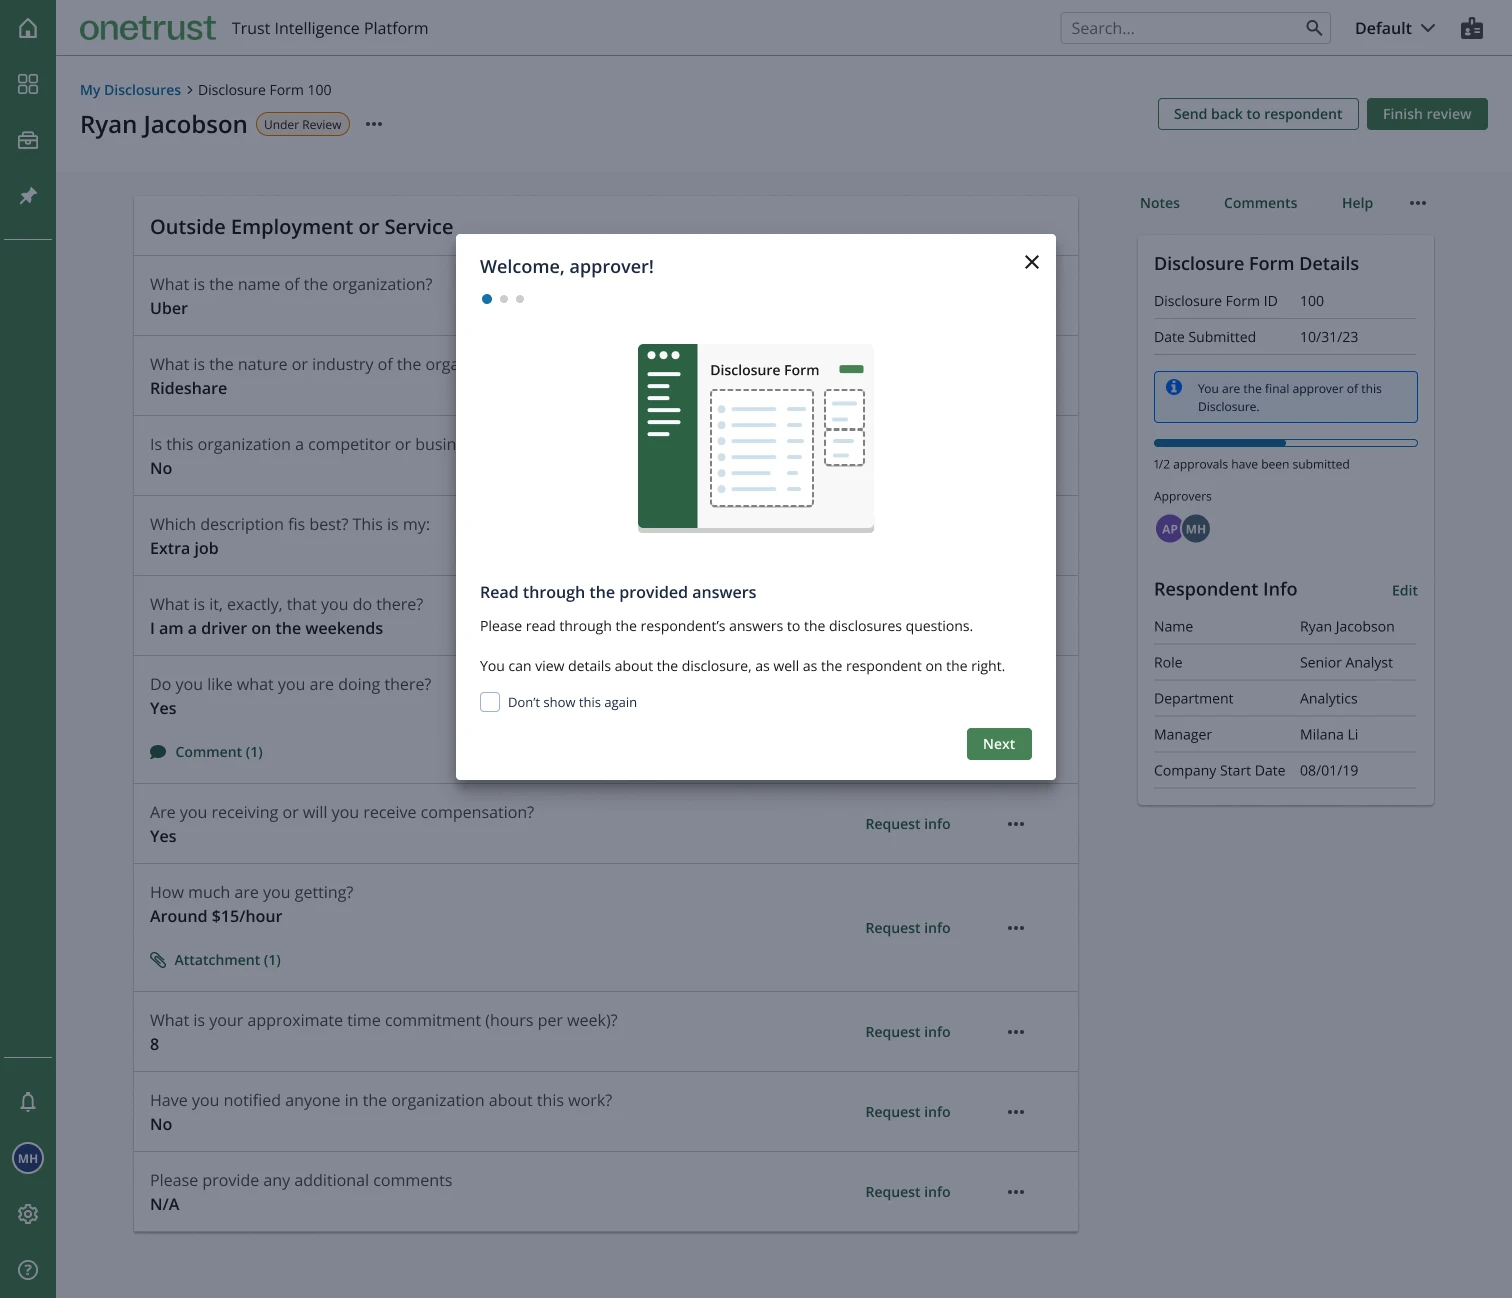 onetrust Trust Intelligence Platform
Search...
Default
My Disclosures > Disclosure Form 100
Ryan Jacobson
Under Review
Send back to respondent
Finish review
Outside Employment or Service
What is the name of the organization?
Uber
What is the nature or industry of the orga
Rideshare
Is this organization a competitor or busin
No
Which description fis best? This is my:
Extra job
What is it, exactly, that you do there?
I am a driver on the weekends
Do you like what you are doing there?
Yes
Comment (1)
Are you receiving or will you receive compensation?
Yes
Request info
How much are you getting?
Around $15/hour
Request info
Attatchment (1)
What is your approximate time commitment (hours per week)?
8
Request info
Have you notified anyone in the organization about this work?
No
Request info
Please provide any additional comments
N/A
Request info
Welcome, approver!
Disclosure Form
Read through the provided answers
Please read through the respondent’s answers to the disclosures questions.
You can view details about the disclosure, as well as the respondent on the right.
Don’t show this again
Next
Notes
Comments
Help
Disclosure Form Details
Disclosure Form ID 100
Date Submitted 10/31/23
You are the final approver of this
Disclosure.
1/2 approvals have been submitted
Approvers
AP MH
Respondent Info
Edit
Name Ryan Jacobson
Role Senior Analyst
Department Analytics
Manager Milana Li
Company Start Date 08/01/19
MH